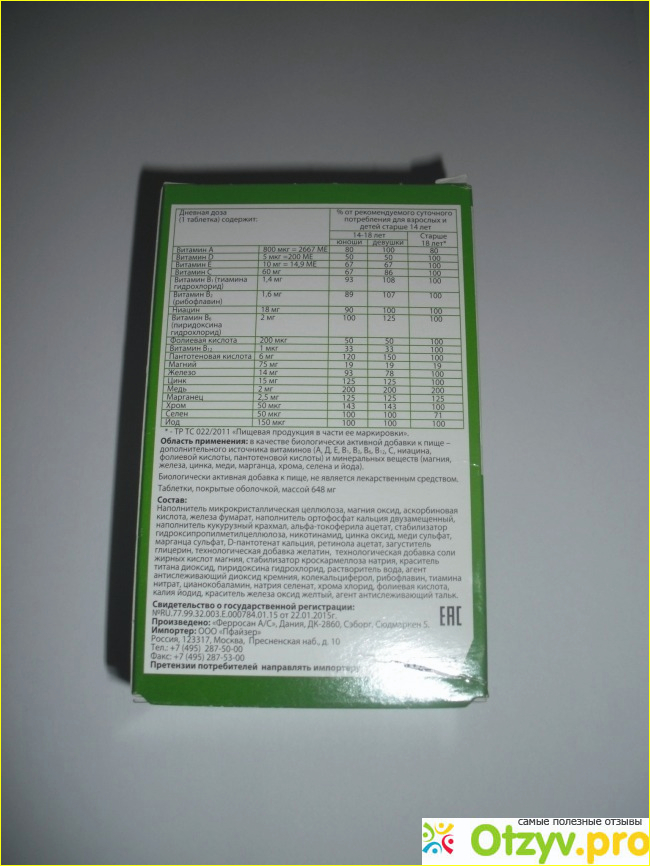 Дневная доза
(1 таблетка) содержит:
% от рекомендуемого суточного
потребления для взрослых и
детей старше 14 лет
14-18 лет
Старше
18 лет*
юноши девушки
Витамин А 800 мкг = 2667 МЕ 80 100 80
Витамин D 5 мкг =200 МЕ 50 50 100
Витамин Е 10 мг = 14,9 МЕ 67 67 100
Витамин С 60 мг 67 86 100
Витамин В₁ (тиамина
гидрохлорид) 1,4 мг 93 108 100
Витамин В₂
(рибофлавин) 1,6 мг 89 107 100
Ниацин 18 мг 90 100 100
Витамин В₆
(пиридоксина
гидрохлорид) 2 мг 100 125 100
Фолиевая кислота 200 мкг 50 50 100
Витамин В₁₂ 1 мкг 33 33 100
Пантотеновая кислота 6 мг 120 150 100
Магний 75 мг 19 19 19
Железо 14 мг 93 78 100
Цинк 15 мг 125 125 100
Медь 2 мг 200 200 200
Марганец 2,5 мг 125 125 125
Хром 50 мкг 143 143 100
Селен 50 мкг 100 100 71
Йод 150 мкг 100 100 100
* - ТР ТС 022/2011 «Пищевая продукция в части ее маркировки».
Область применения: в качестве биологически активной добавки к пище –
дополнительного источника витаминов (А, Д, Е, В₁, В₂, В₆, В₁₂, С, ниацина,
фолиевой кислоты, пантотеновой кислоты) и минеральных веществ (магния,
железа, цинка, меди, марганца, хрома, селена и йода).
Биологически активная добавка к пище, не является лекарственным средством.
Таблетки, покрытые оболочкой, массой 648 мг
Состав:
Наполнитель микрокристаллическая целлюлоза, магния оксид, аскорбиновая
кислота, железа фумарат, наполнитель ортофосфат кальция двузамещенный,
наполнитель кукурузный крахмал, альфа-токоферола ацетат, стабилизатор
гидроксипропилметилцеллюлоза, никотинамид, цинка оксид, меди сульфат,
марганца сульфат, D-пантотенат кальция, ретинола ацетат, загуститель
глицерин, технологическая добавка желатин, технологическая добавка соли
жирных кислот магния, стабилизатор кроскармеллоза натрия, краситель
титана диоксид, пиридоксина гидрохлорид, растворитель вода, агент
антислеживающий диоксид кремния, колекальциферол, рибофлавин, тиамина
нитрат, цианокобаламин, натрия селенат, хрома хлорид, фолиевая кислота,
калия йодид, краситель железа оксид желтый, агент антислеживающий тальк.
Свидетельство о государственной регистрации:
№RU.77.99.32.003.Е.000784.01.15 от 22.01.2015г.
Произведено: «Ферросан А/С», Дания, ДК-2860, Сэборг, Сюдмарген 5.
Импортер: ООО «Пфайзер»
Россия, 123317, Москва, Пресненская наб., д. 10
Тел.: +7 (495) 287-50-00
Факс: +7 (495) 287-53-00
Претензии потребителей направлять импортеру
EAC
самые полезные отзывы
Otzyv.pro